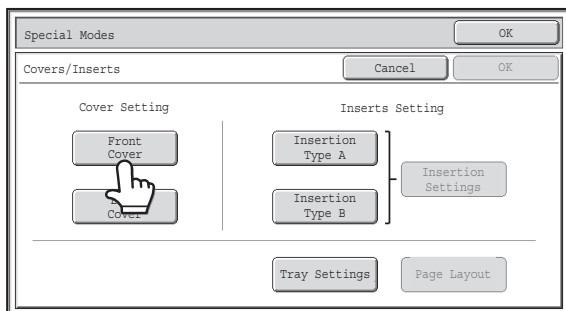 Special Modes
OK
Covers/Inserts
Cancel
OK
Cover Setting
Inserts Setting
Front
Cover
Insertion
Type A
Insertion
Settings
Cover
Insertion
Type B
Tray Settings
Page Layout